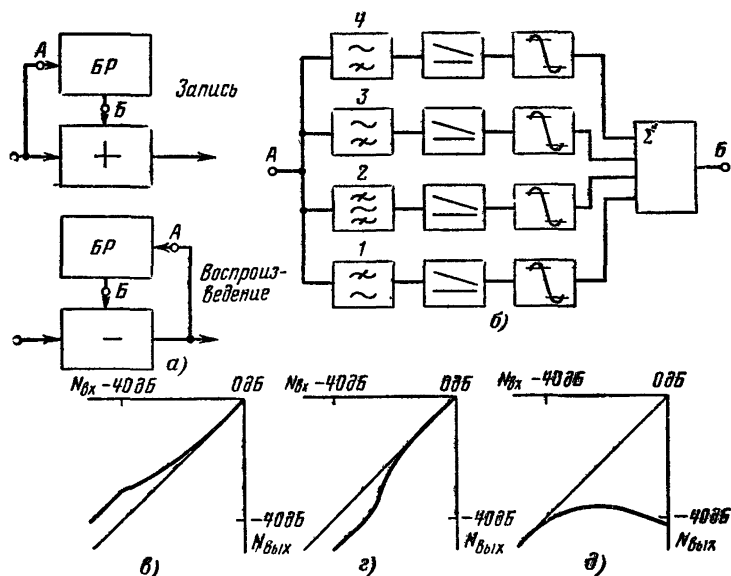 А
БР
Б
Запись
+
БР
А
Б
Воспроиз-
ведение
−
а)
4
3
А
2
1
Σ
Б
б)
Nвх -40дБ 0дБ
-40дБ
Nвых
в)
Nвх -40дБ 0дБ
-40дБ
Nвых
г)
Nвх -40дБ 0дБ
-40дБ
Nвых
д)